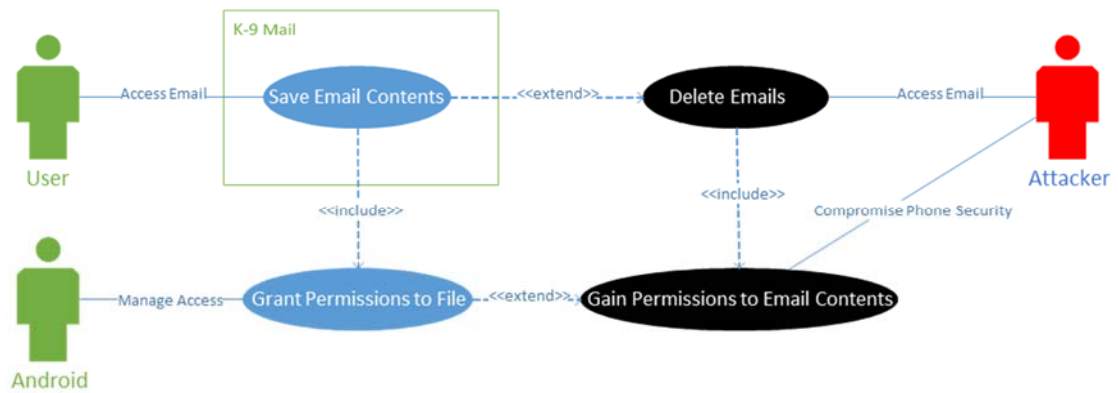 K-9 Mail
Access Email
Save Email Contents
<<extend>>
Delete Emails
Access Email
User
Attacker
<<include>>
<<include>>
Compromise Phone Security
Manage Access
Grant Permissions to File
<<extend>>
Gain Permissions to Email Contents
Android